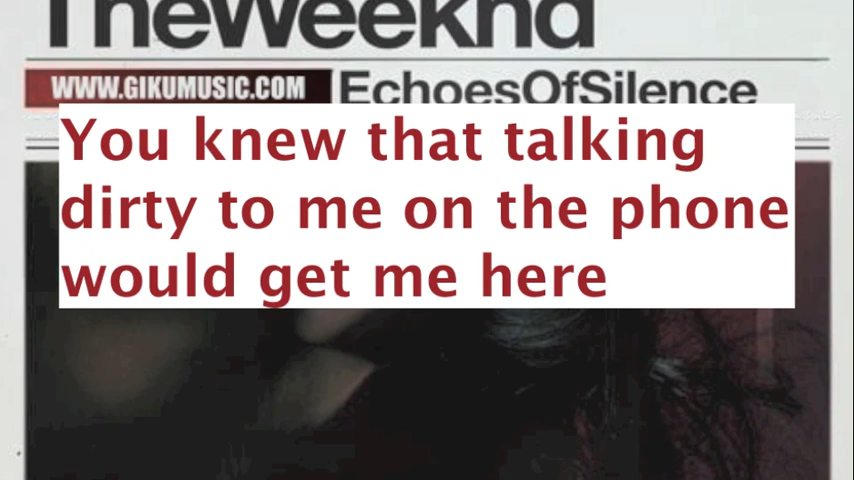 TheWeeknd
WWW.GIKUMUSIC.COM
EchoesOfSilence
You knew that talking
dirty to me on the phone
would get me here